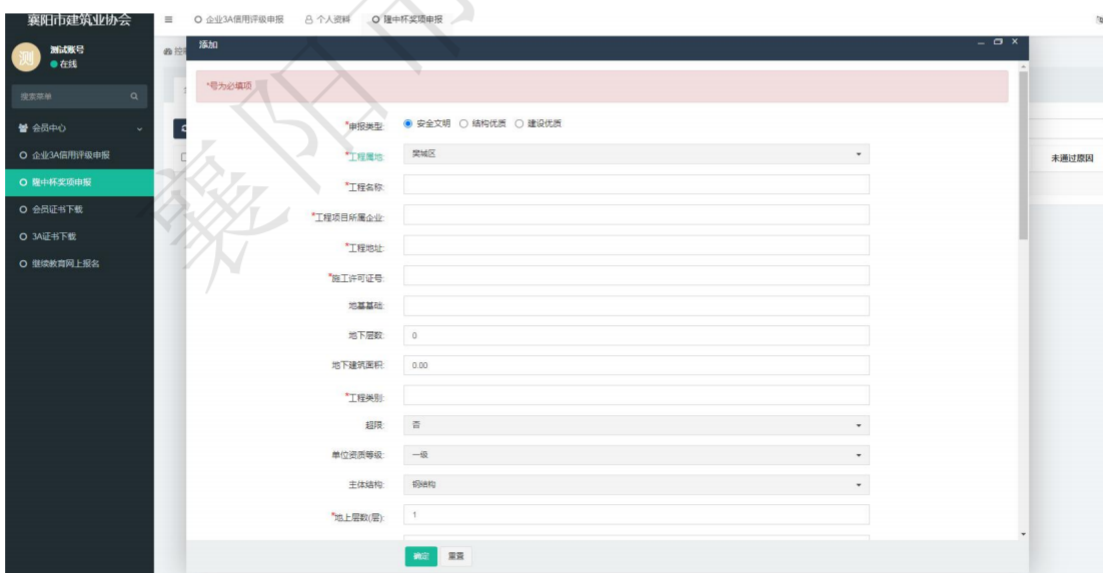 襄阳市建筑业协会
企业3A信用评级申报
个人资料
隆中杯奖项申报
测
测试账号
在线
搜索菜单
会员中心
企业3A信用评级申报
隆中杯奖项申报
会员证书下载
3A证书下载
继续教育网上报名
添加
*号为必填项
*申报类型:
安全文明
结构优质
建设优质
*工程属地:
樊城区
*工程名称:
*工程项目所属企业:
*工程地址:
*施工许可证号:
地基基础:
地下层数:
0
地下建筑面积:
0.00
*工程类别:
超限:
否
单位资质等级:
一级
主体结构:
钢结构
*地上层数(层):
1
确定
重置
未通过原因
襄阳